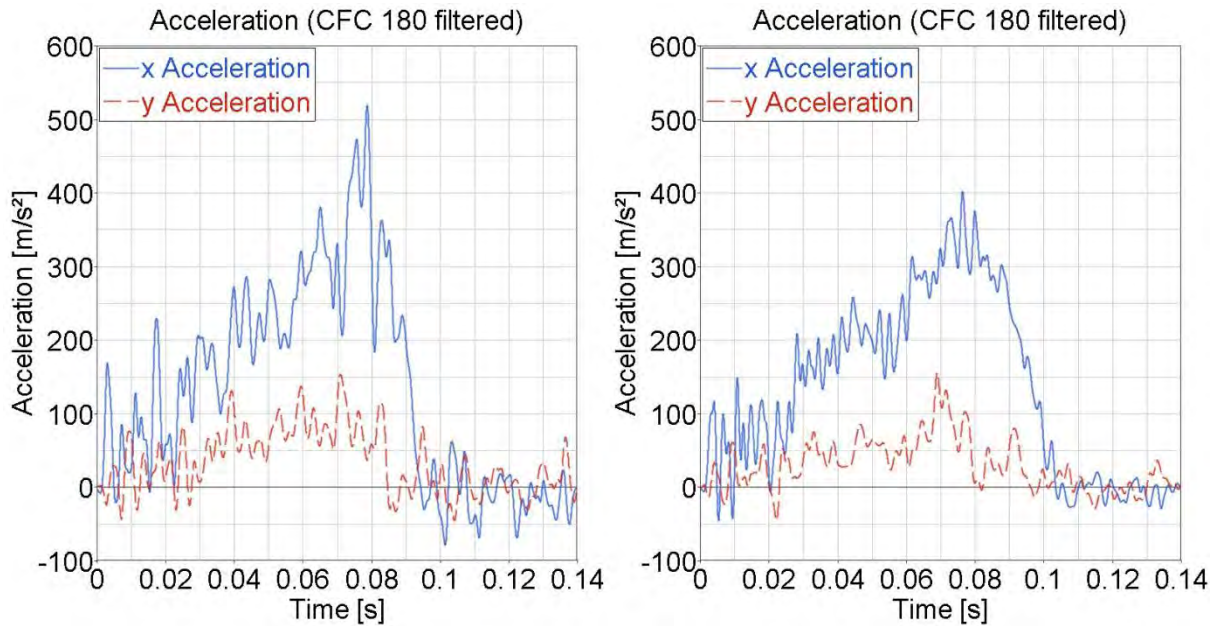 Acceleration (CFC 180 filtered)
600
500
400
300
200
100
0
-100
Acceleration [m/s²]
x Acceleration
y Acceleration
0 0.02 0.04 0.06 0.08 0.1 0.12 0.14
Time [s]
Acceleration (CFC 180 filtered)
600
500
400
300
200
100
0
-100
Acceleration [m/s²]
x Acceleration
y Acceleration
0 0.02 0.04 0.06 0.08 0.1 0.12 0.14
Time [s]